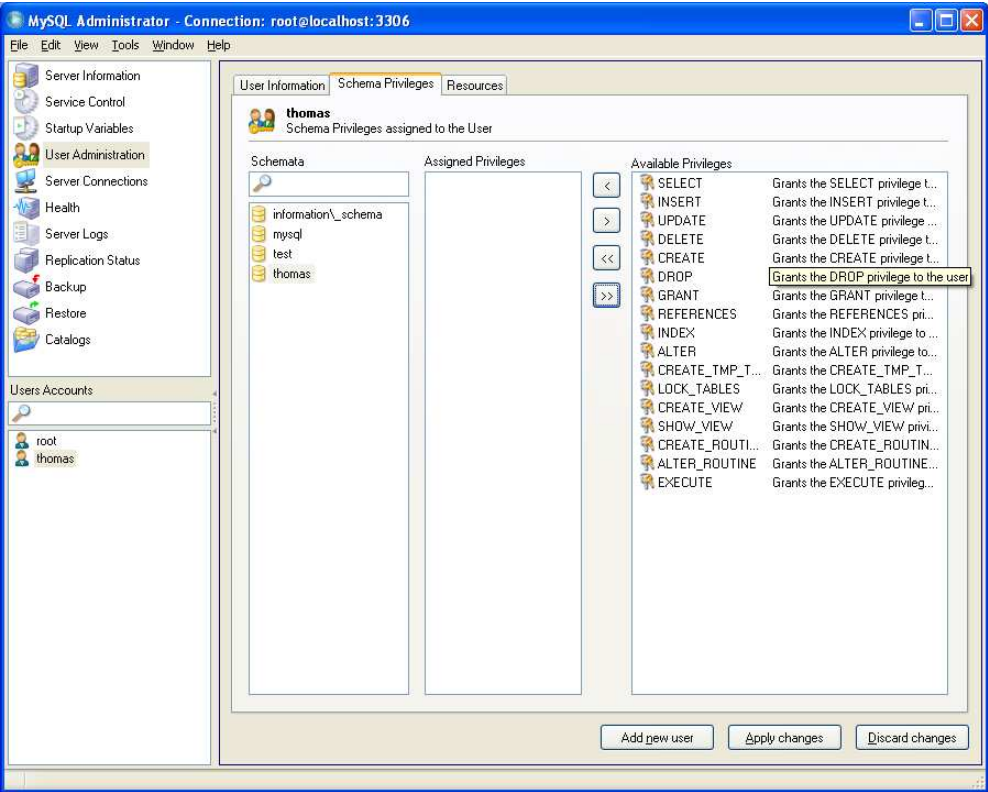 MySQL Administrator - Connection: root@localhost:3306
File Edit View Tools Window Help
Server Information
Service Control
Startup Variables
User Administration
Server Connections
Health
Server Logs
Replication Status
Backup
Restore
Catalogs
Users Accounts
root
thomas
User Information Schema Privileges Resources
thomas
Schema Privileges assigned to the User
Schemata
information\_schema
mysql
test
thomas
Assigned Privileges
<
>
<<
>>
Available Privileges
SELECT Grants the SELECT privilege t...
INSERT Grants the INSERT privilege t...
UPDATE Grants the UPDATE privilege ...
DELETE Grants the DELETE privilege t...
CREATE Grants the CREATE privilege t...
DROP Grants the DROP privilege to the user
GRANT Grants the GRANT privilege t...
REFERENCES Grants the REFERENCES pri...
INDEX Grants the INDEX privilege to ...
ALTER Grants the ALTER privilege to...
CREATE_TMP_T... Grants the CREATE_TMP_T...
LOCK_TABLES Grants the LOCK_TABLES pri...
CREATE_VIEW Grants the CREATE_VIEW pri...
SHOW_VIEW Grants the SHOW_VIEW privi...
CREATE_ROUTI... Grants the CREATE_ROUTIN...
ALTER_ROUTINE Grants the ALTER_ROUTINE...
EXECUTE Grants the EXECUTE privileg...
Add new user Apply changes Discard changes